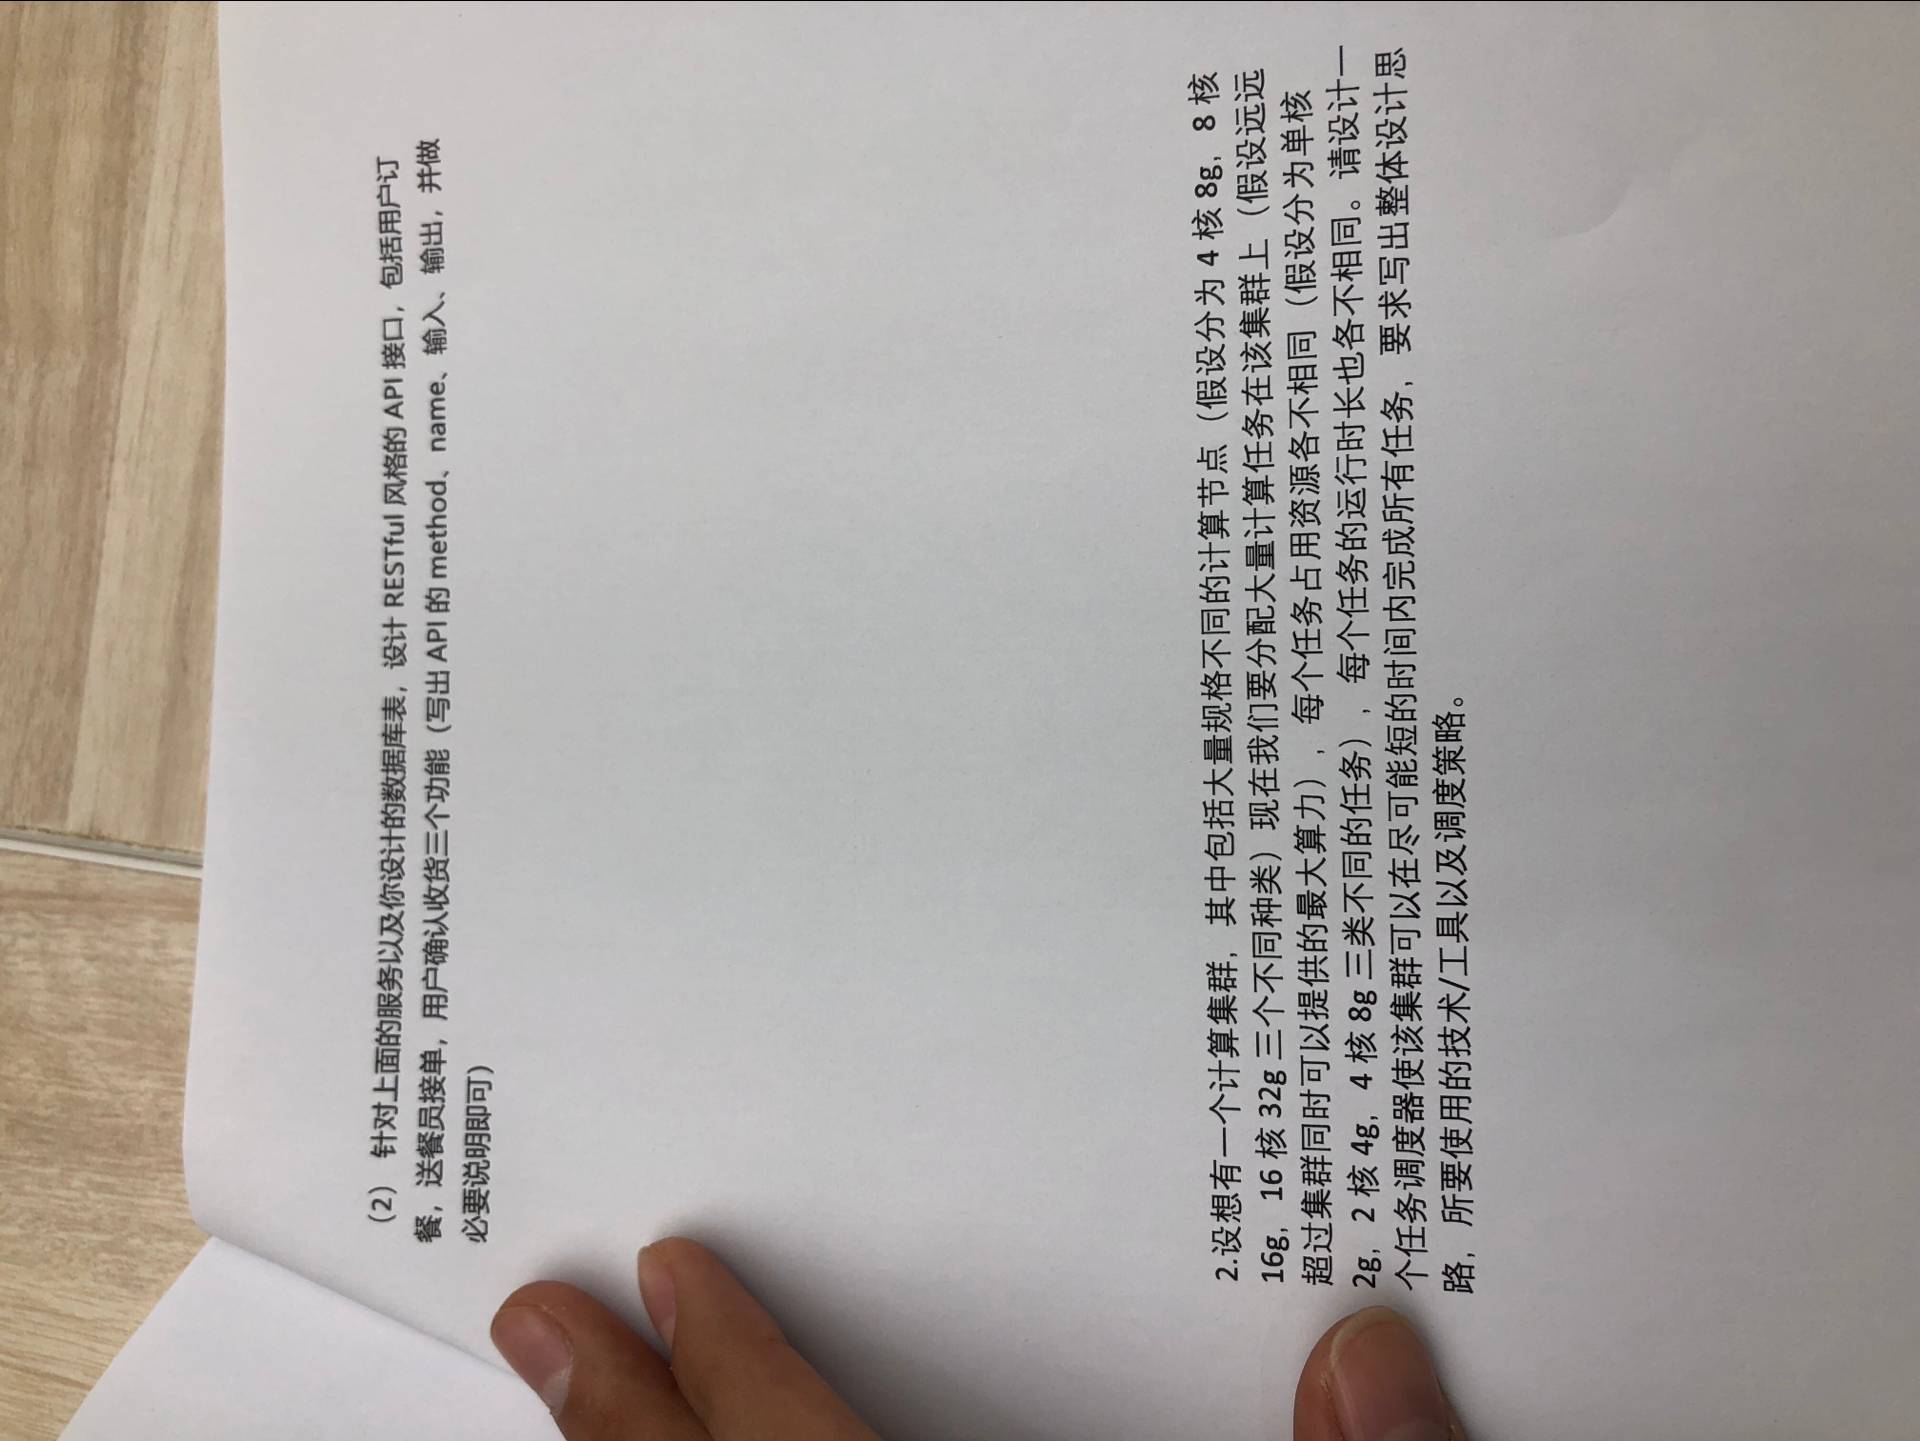 （2） 针对上面的服务以及你设计的数据库表，设计 RESTful 风格的 API 接口，包括用户订
餐，送餐员接单，用户确认收货三个功能（写出 API 的 method、name、输入、输出，并做
必要说明即可）
2.设想有一个计算集群，其中包括大量规格不同的计算节点（假设分为 4 核 8g，8 核
16g，16 核 32g 三个不同种类）现在我们要分配大量计算任务在该集群上（假设远远
超过集群同时可以提供的最大算力），每个任务占用资源各不相同（假设分为单核
2g，2 核 4g，4 核 8g 三类不同的任务），每个任务的运行时长也各不相同。请设计一
个任务调度器使该集群可以在尽可能短的时间内完成所有任务，要求写出整体设计思
路，所要使用的技术/工具以及调度策略。